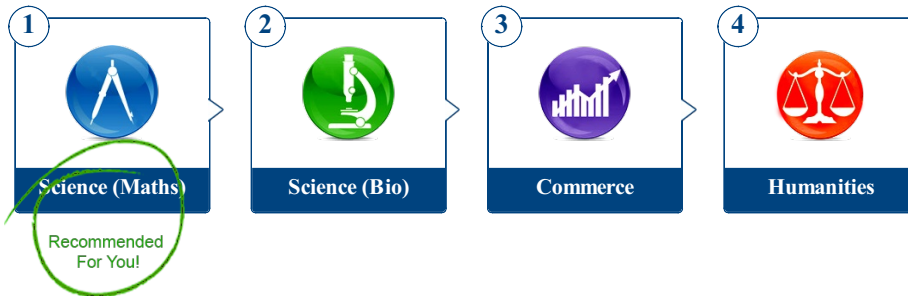 1
2
3
4
Science (Maths)
Science (Bio)
Commerce
Humanities
Recommended
For You!